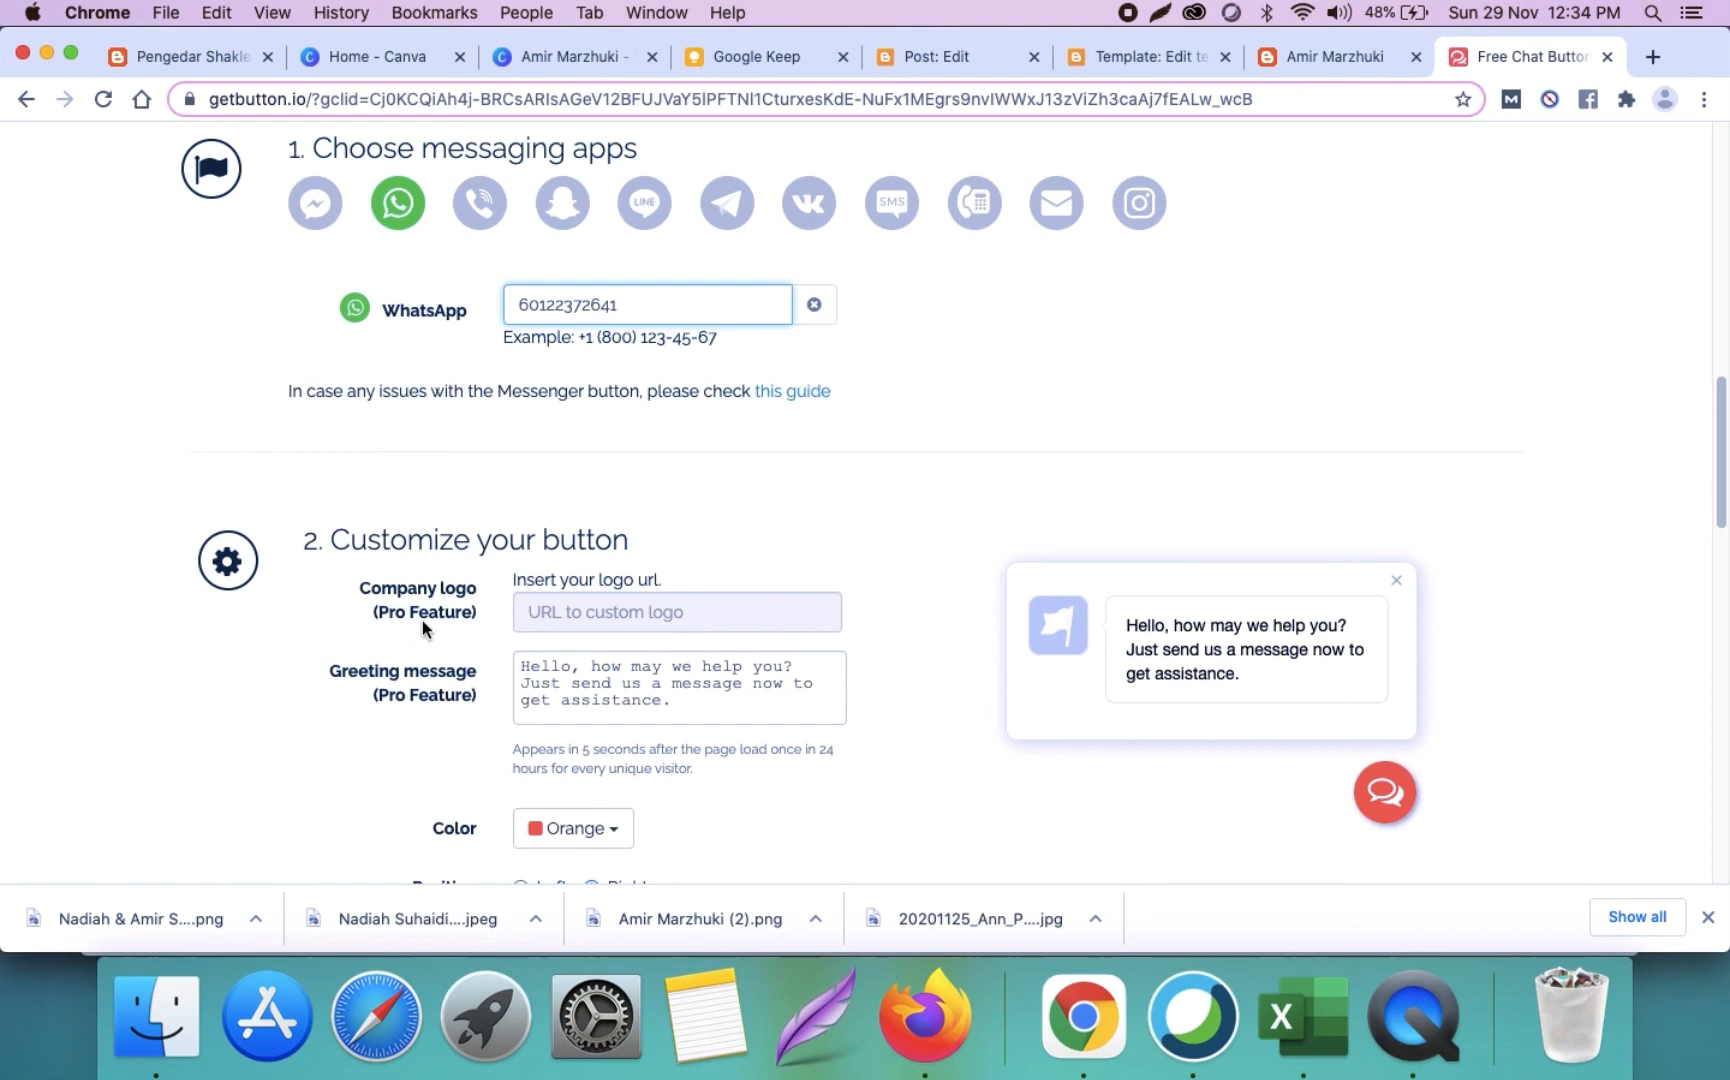 Chrome File Edit View History Bookmarks People Tab Window Help 48% Sun 29 Nov 12:34 PM
Pengedar Shakle Home - Canva Amir Marzhuki - Google Keep Post: Edit Template: Edit te Amir Marzhuki Free Chat Button
1. Choose messaging apps
LINE SMS
WhatsApp 60122372641
Example: +1 (800) 123-45-67
In case any issues with the Messenger button, please check this guide
2. Customize your button
Company logo
(Pro Feature)
Insert your logo url.
URL to custom logo
Greeting message
(Pro Feature)
Hello, how may we help you?
Just send us a message now to
get assistance.
Appears in 5 seconds after the page load once in 24
hours for every unique visitor.
Color Orange
Hello, how may we help you?
Just send us a message now to
get assistance.
Nadiah & Amir S....png Nadiah Suhaidi....jpeg Amir Marzhuki (2).png 20201125_Ann_P....jpg Show all